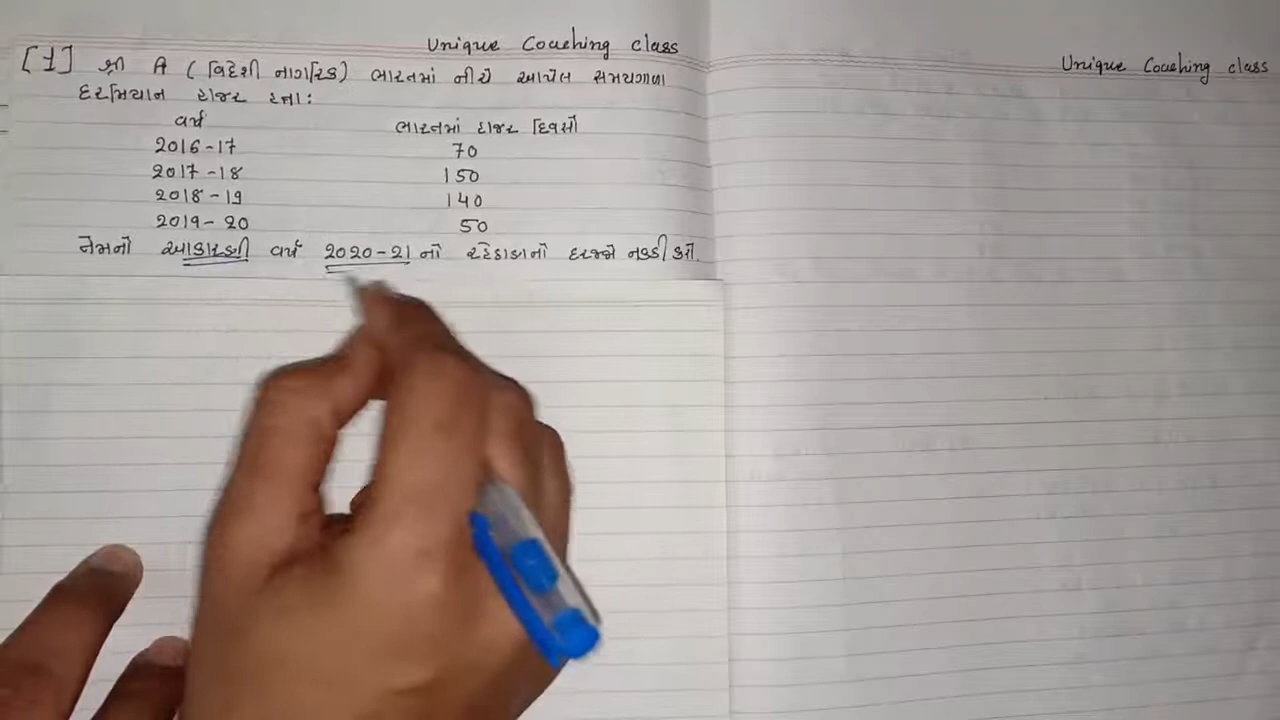 Unique Coaching class
[1] શ્રી A ( વિદેશી નાગરિક) ભારતમાં નીચે આપેલ સમયગાળા
દરમિયાન હાજર હતા:
વર્ષ ભારતમાં હાજર દિવસો
2016-17 70
2017-18 150
2018-19 140
2019-20 50
તેમનો આકારણી વર્ષ 2020-21 નો રહેઠાણનો દરજ્જો નક્કી કરો.
Unique Coaching class